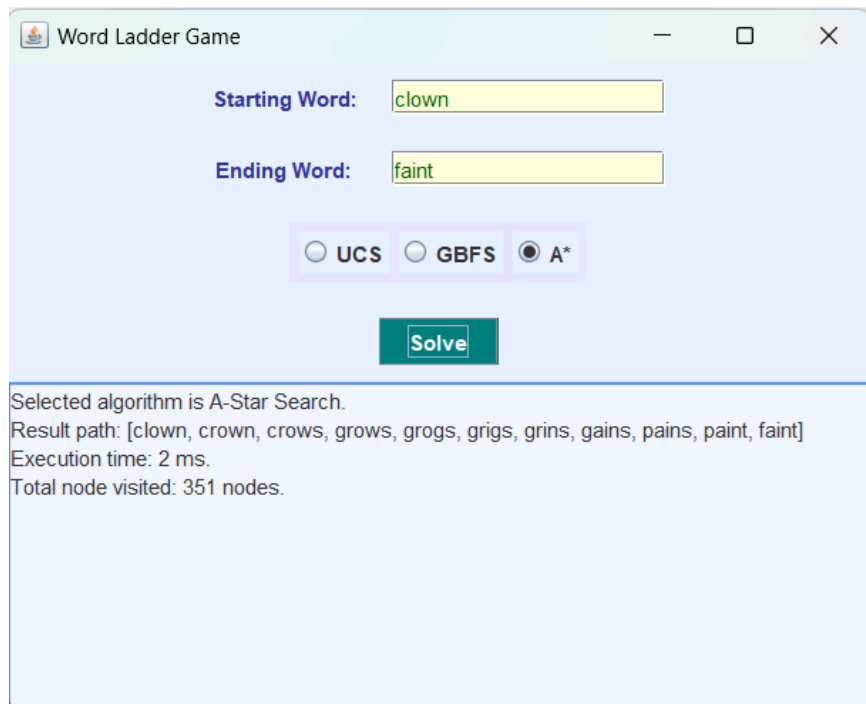 Word Ladder Game
Starting Word: clown
Ending Word: faint
UCS GBFS A*
Solve
Selected algorithm is A-Star Search.
Result path: [clown, crown, crows, grows, grogs, grigs, grins, gains, pains, paint, faint]
Execution time: 2 ms.
Total node visited: 351 nodes.